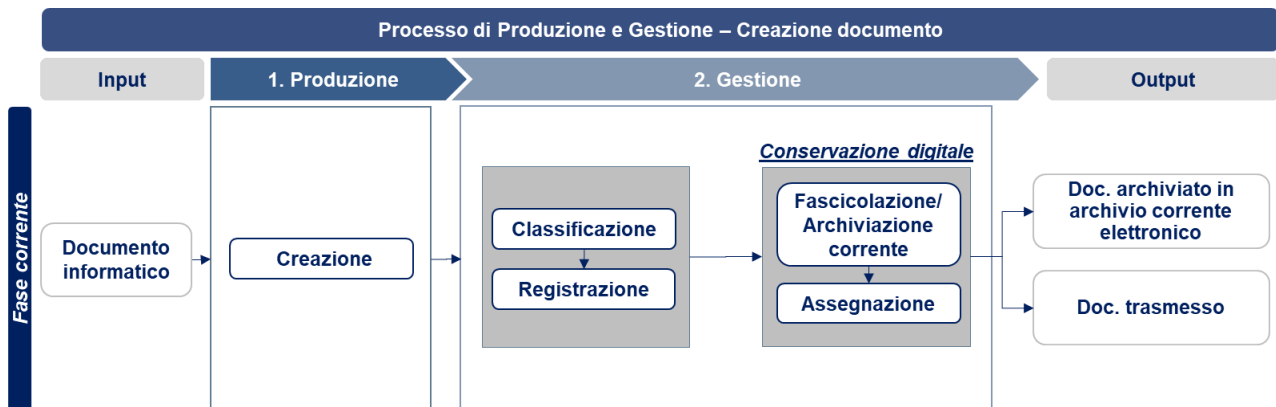 Processo di Produzione e Gestione – Creazione documento
Input
1. Produzione
2. Gestione
Output
Fase corrente
Documento
informatico
Creazione
Classificazione
Registrazione
Conservazione digitale
Fascicolazione/
Archiviazione
corrente
Assegnazione
Doc. archiviato in
archivio corrente
elettronico
Doc. trasmesso